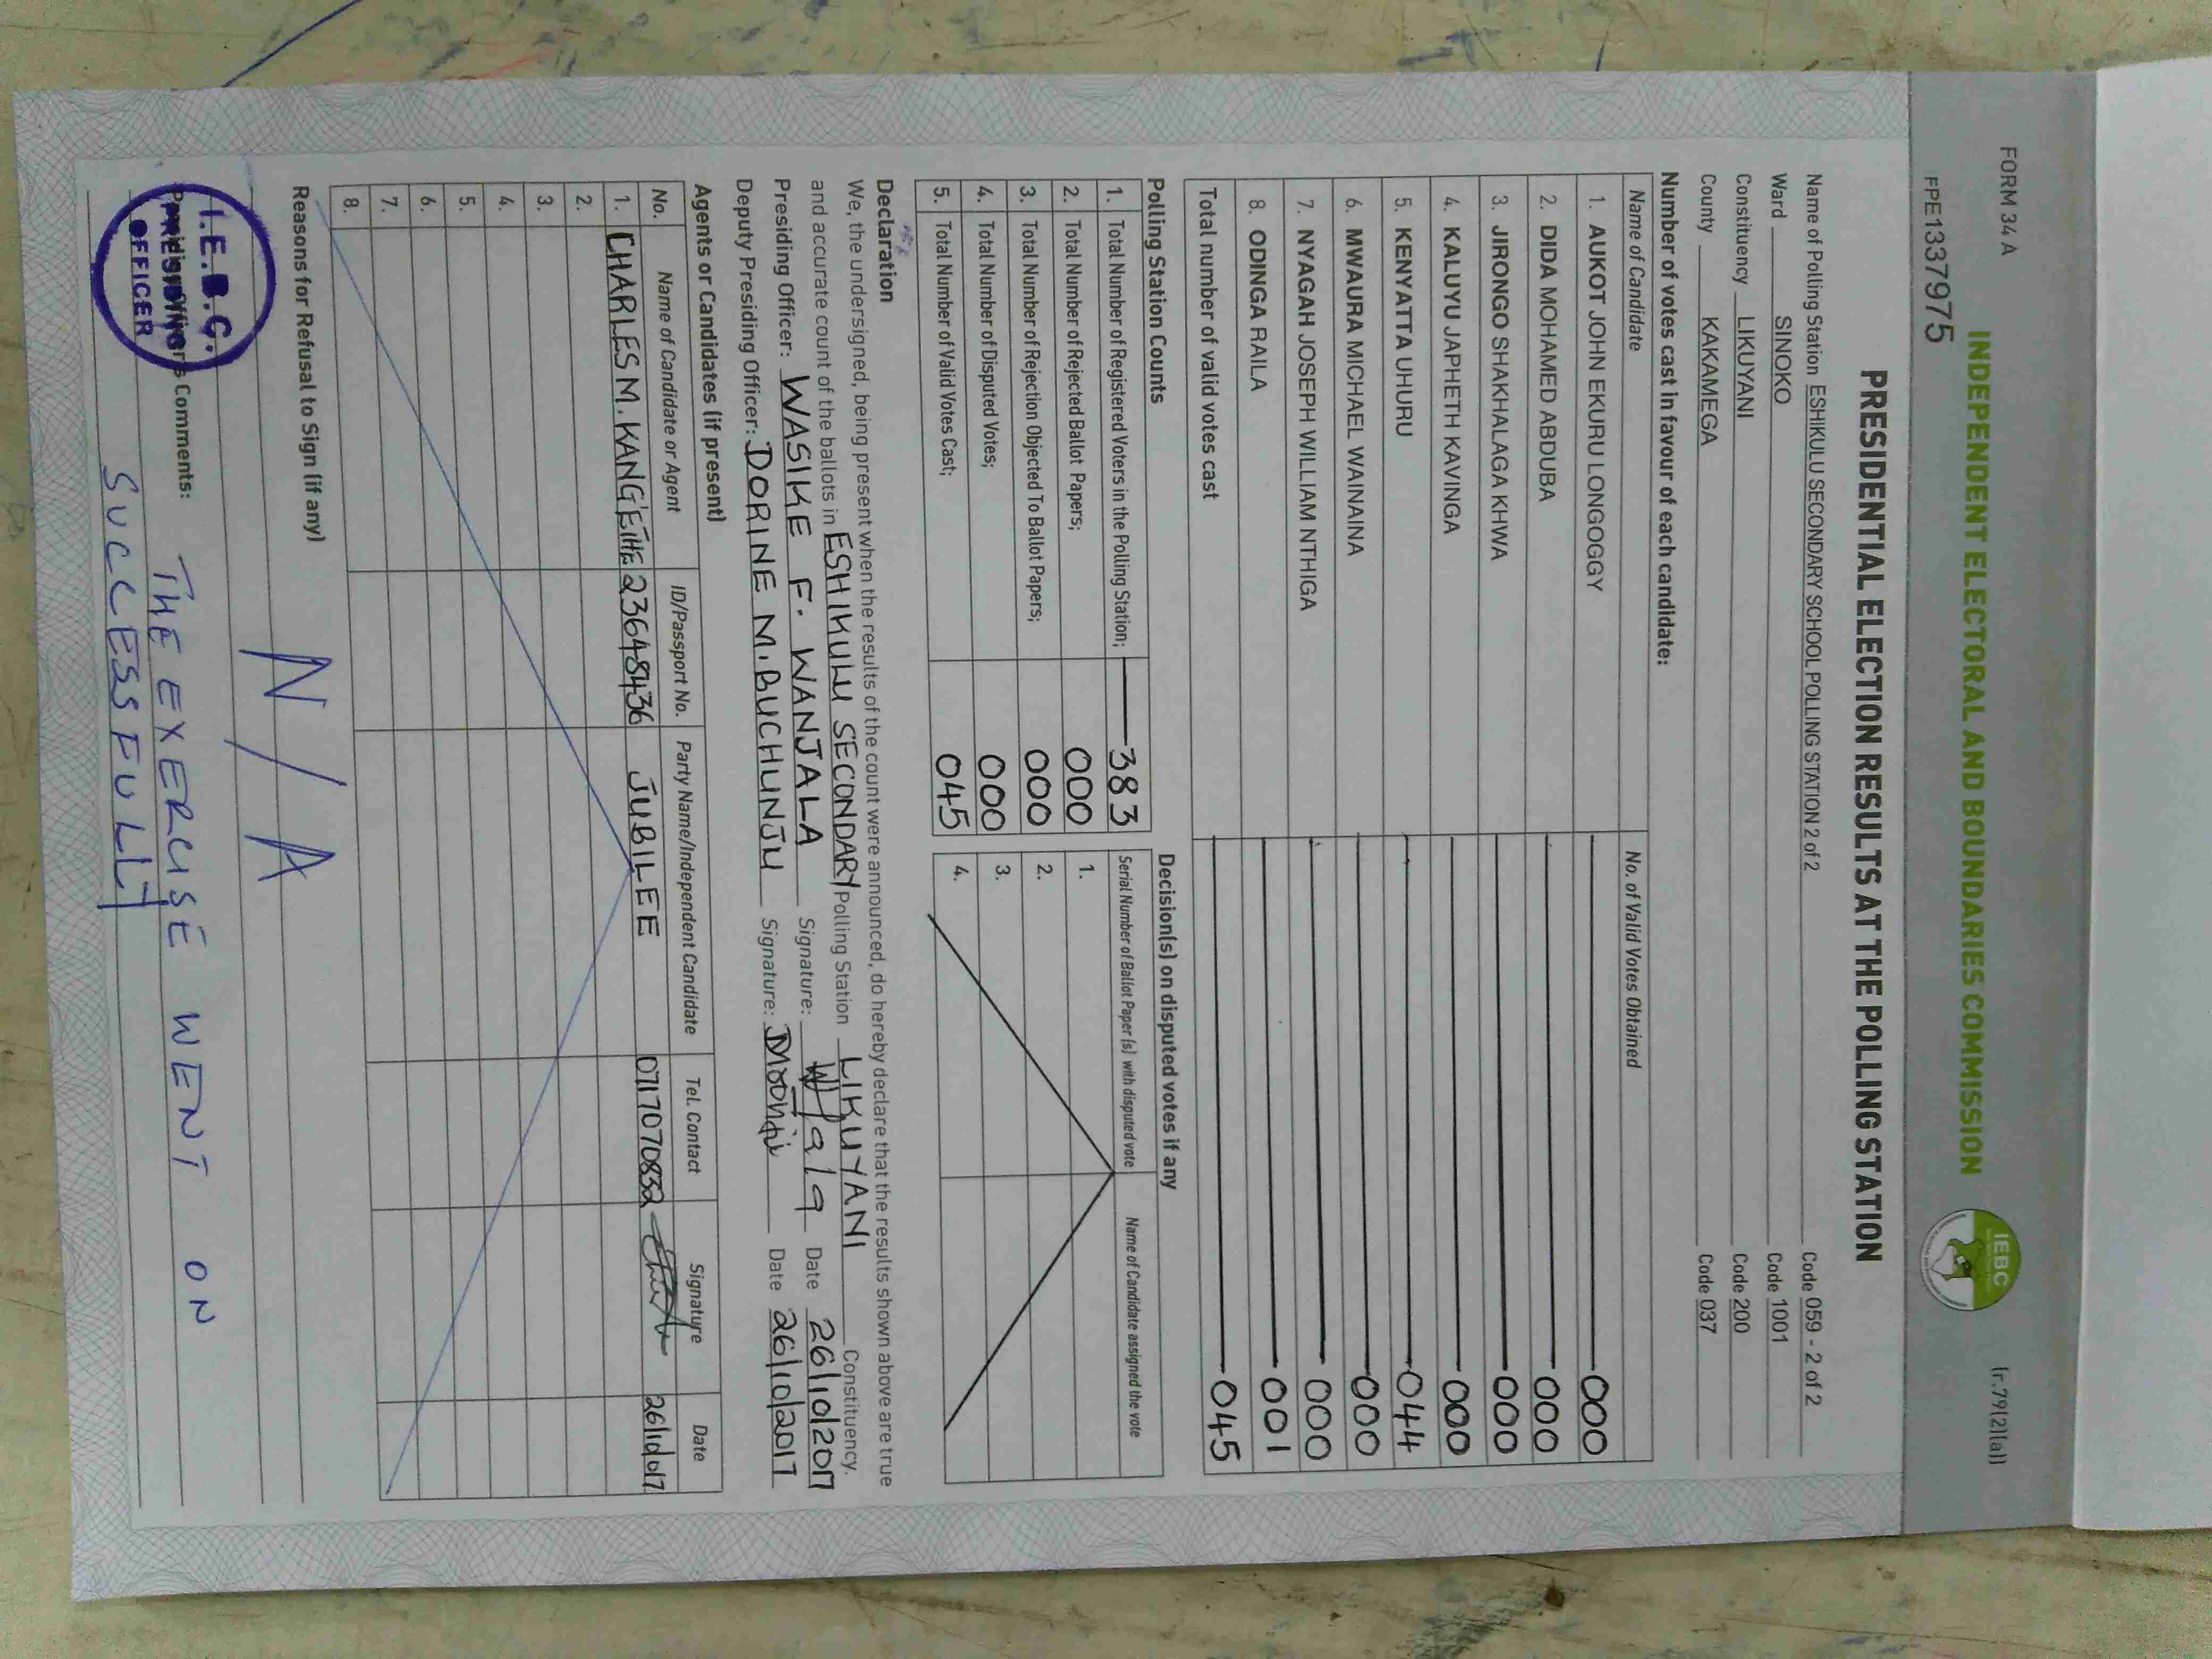 FORM 34 A
(r.79(2)(a))
INDEPENDENT ELECTORAL AND BOUNDARIES COMMISSION
IEBC
FPE1337975
PRESIDENTIAL ELECTION RESULTS AT THE POLLING STATION
Name of Polling Station ESHIKULU SECONDARY SCHOOL POLLING STATION 2 of 2 Code 059 - 2 of 2
Ward SINOKO Code 1001
Constituency LIKUYANI Code 200
County KAKAMEGA Code 037
Number of votes cast in favour of each candidate:
Name of Candidate No. of Valid Votes Obtained
1. AUKOT JOHN EKURU LONGOGGY 000
2. DIDA MOHAMED ABDUBA 000
3. JIRONGO SHAKHALAGA KHWA 000
4. KALUYU JAPHETH KAVINGA 000
5. KENYATTA UHURU 044
6. MWAURA MICHAEL WAINAINA 000
7. NYAGAH JOSEPH WILLIAM NTHIGA 000
8. ODINGA RAILA 001
Total number of valid votes cast 045
Polling Station Counts
1. Total Number of Registered Voters in the Polling Station; 383
2. Total Number of Rejected Ballot Papers; 000
3. Total Number of Rejection Objected To Ballot Papers; 000
4. Total Number of Disputed Votes; 000
5. Total Number of Valid Votes Cast; 045
Decision(s) on disputed votes if any
Serial Number of Ballot Paper (s) with disputed vote Name of Candidate assigned the vote
1.
2.
3.
4.
Declaration
We, the undersigned, being present when the results of the count were announced, do hereby declare that the results shown above are true
and accurate count of the ballots in ESHIKULU SECONDARY Polling Station LIKUYANI Constituency.
Presiding Officer: WASIKE F. WANJALA Signature: Date 26/10/2017
Deputy Presiding Officer: DORINE M. BUCHUNJU Signature: Date 26/10/2017
Agents or Candidates (if present)
No. Name of Candidate or Agent ID/Passport No. Party Name/Independent Candidate Tel. Contact Signature Date
1. CHARLES M. KANG'ETHE 23648436 JUBILEE 0717070832
2.
3.
4.
5.
6.
7.
8.
Reasons for Refusal to Sign (if any)
N/A
Presiding Officer's Comments: THE EXERCISE WENT ON
SUCCESSFULLY
I.E.B.C.
PRESIDING
OFFICER